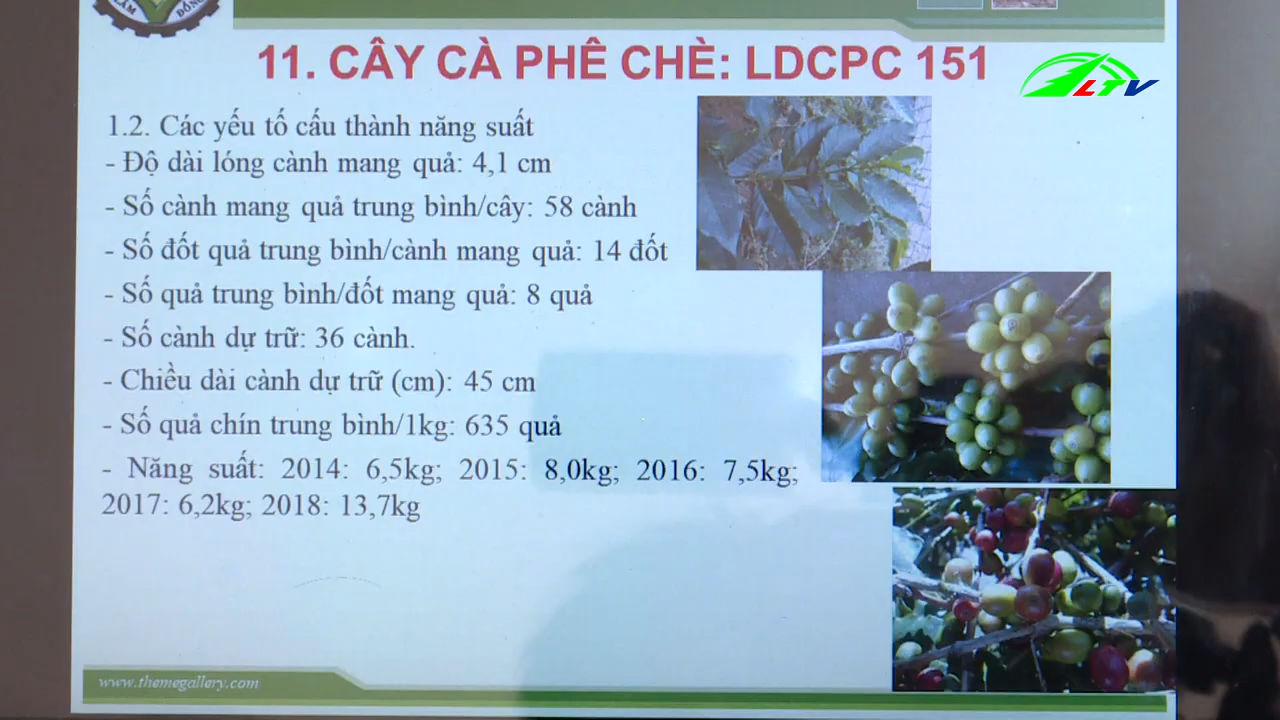 LÂM ĐỒNG
11. CÂY CÀ PHÊ CHÈ: LDCPC 151
LTV
1.2. Các yếu tố cấu thành năng suất
- Độ dài lóng cành mang quả: 4,1 cm
- Số cành mang quả trung bình/cây: 58 cành
- Số đốt quả trung bình/cành mang quả: 14 đốt
- Số quả trung bình/đốt mang quả: 8 quả
- Số cành dự trữ: 36 cành.
- Chiều dài cành dự trữ (cm): 45 cm
- Số quả chín trung bình/1kg: 635 quả
- Năng suất: 2014: 6,5kg; 2015: 8,0kg; 2016: 7,5kg;
2017: 6,2kg; 2018: 13,7kg
www.themegallery.com